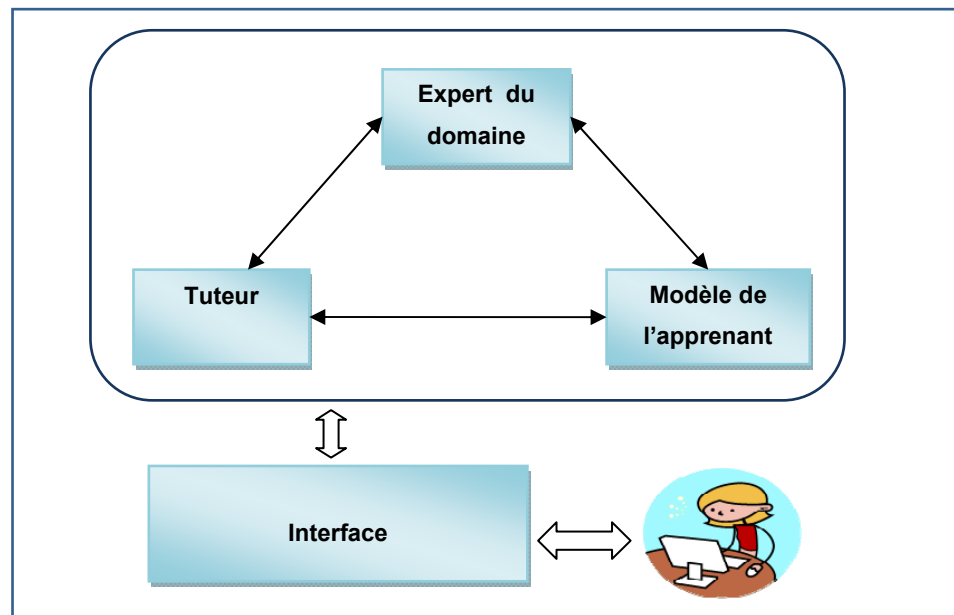 Expert du
domaine
Tuteur
Modèle de
l'apprenant
Interface